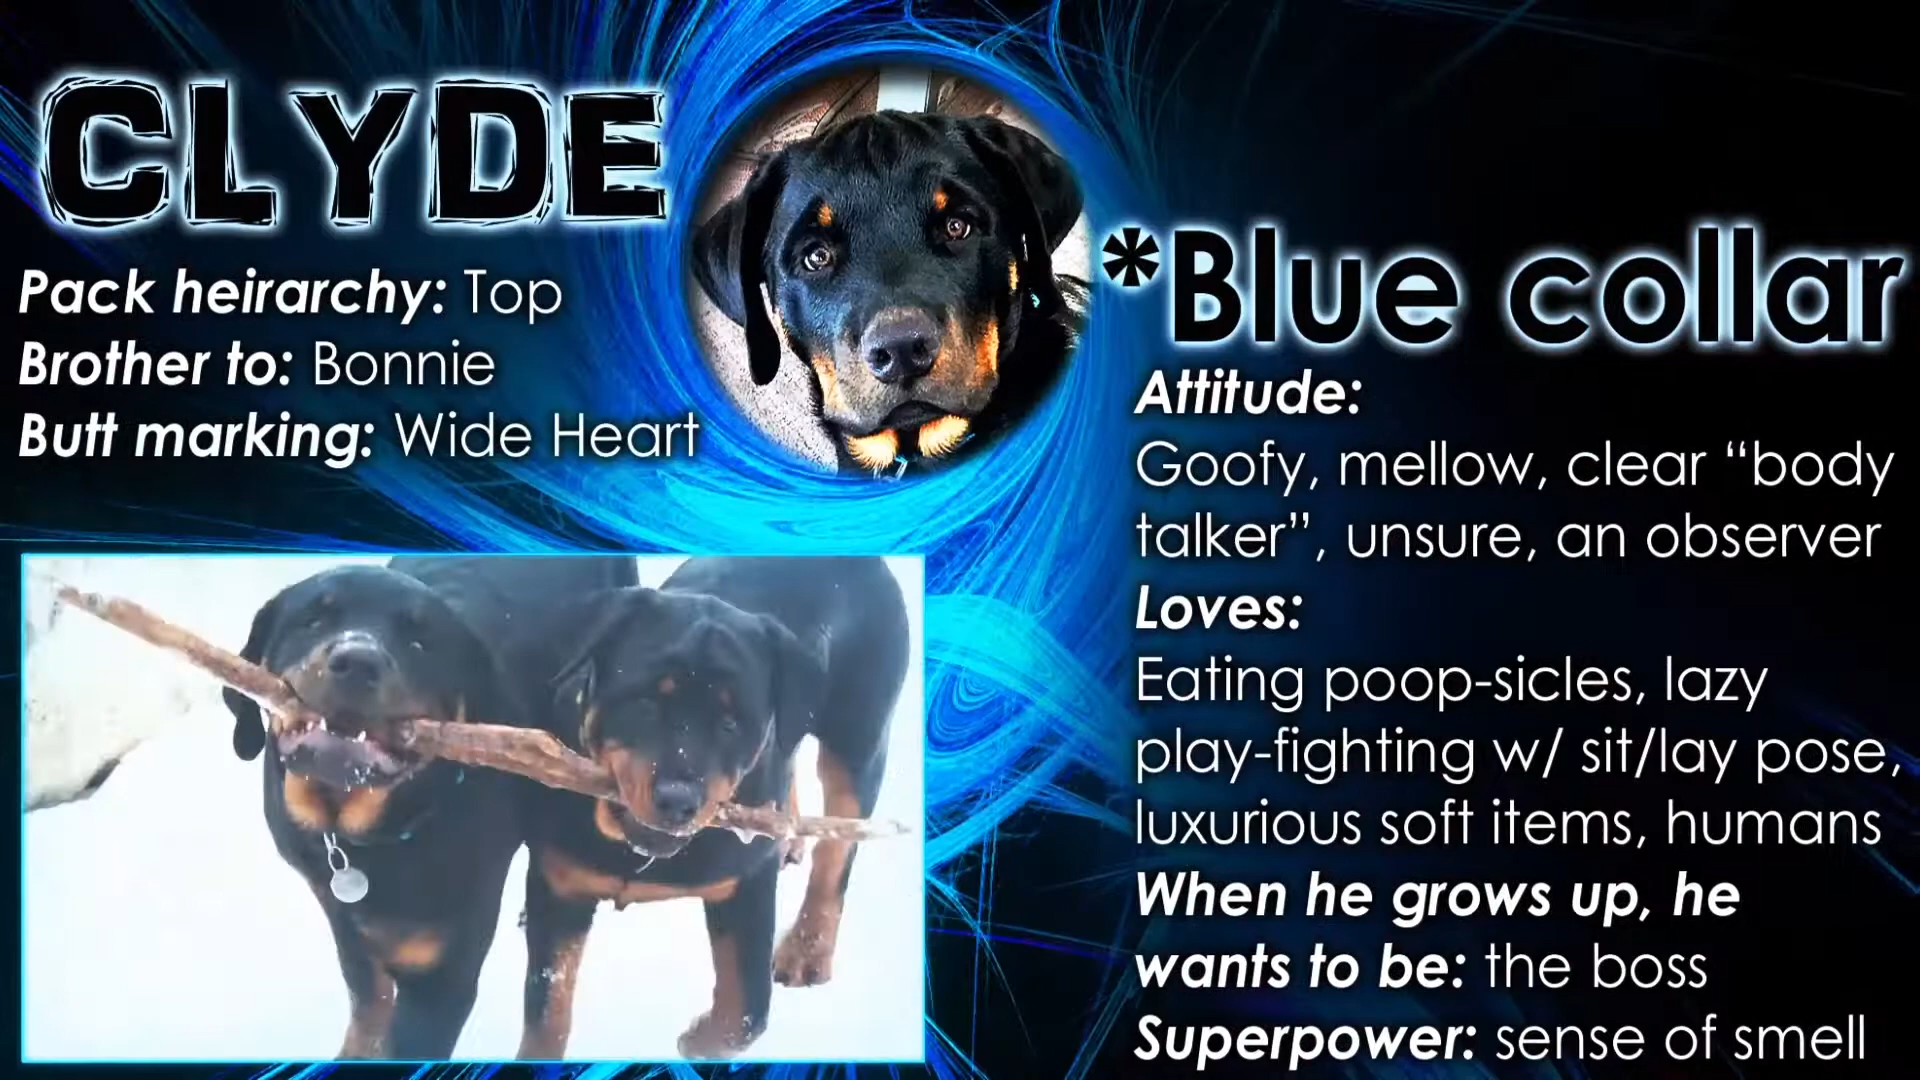 CLYDE
Pack heirarchy: Top
Brother to: Bonnie
Butt marking: Wide Heart
*Blue collar
Attitude:
Goofy, mellow, clear “body
talker”, unsure, an observer
Loves:
Eating poop-sicles, lazy
play-fighting w/ sit/lay pose,
luxurious soft items, humans
When he grows up, he
wants to be: the boss
Superpower: sense of smell